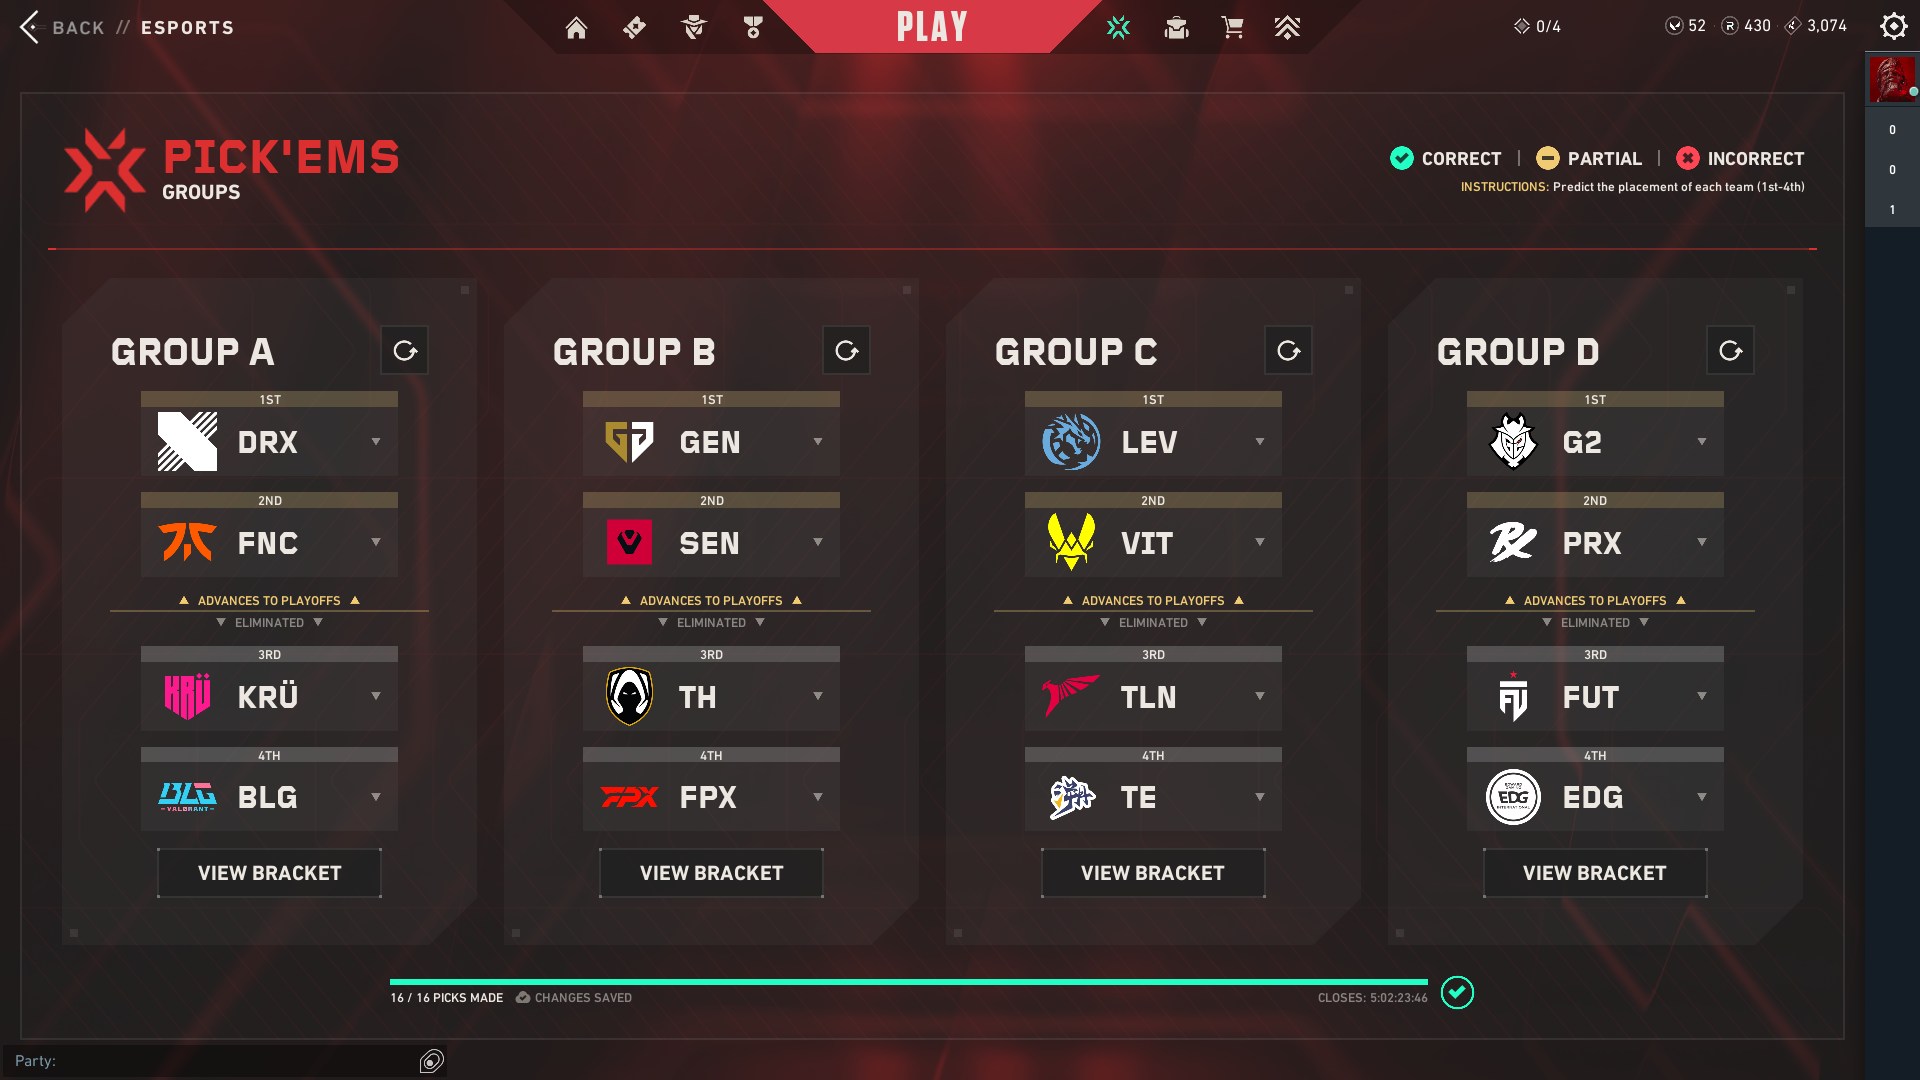 BACK // ESPORTS
PLAY
0/4
52
430
3,074
0
0
1
PICK'EMS
GROUPS
CORRECT | PARTIAL | INCORRECT
INSTRUCTIONS: Predict the placement of each team (1st-4th)
GROUP A
1ST
DRX
2ND
FNC
ADVANCES TO PLAYOFFS
ELIMINATED
3RD
KRÜ
KRÜ
4TH
BLG
VALORANT
BLG
VIEW BRACKET
GROUP B
1ST
GEN
2ND
SEN
ADVANCES TO PLAYOFFS
ELIMINATED
3RD
TH
4TH
FPX
FPX
VIEW BRACKET
GROUP C
1ST
LEV
2ND
VIT
ADVANCES TO PLAYOFFS
ELIMINATED
3RD
TLN
4TH
TE
VIEW BRACKET
GROUP D
1ST
G2
2ND
PRX
ADVANCES TO PLAYOFFS
ELIMINATED
3RD
FUT
4TH
EDG
EDG
VIEW BRACKET
16 / 16 PICKS MADE
CHANGES SAVED
CLOSES: 5:02:23:46
Party: